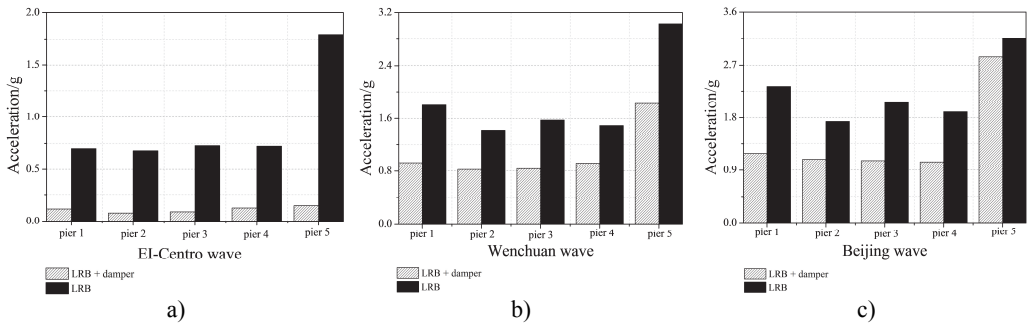 2.0
1.5
1.0
0.5
0.0
Acceleration/g
pier 1 pier 2 pier 3 pier 4 pier 5
EI-Centro wave
LRB + damper
LRB
a)
3.2
2.4
1.6
0.8
0.0
Acceleration/g
pier 1 pier 2 pier 3 pier 4 pier 5
Wenchuan wave
LRB + damper
LRB
b)
3.6
2.7
1.8
0.9
0.0
Acceleration/g
pier 1 pier 2 pier 3 pier 4 pier 5
Beijing wave
LRB + damper
LRB
c)